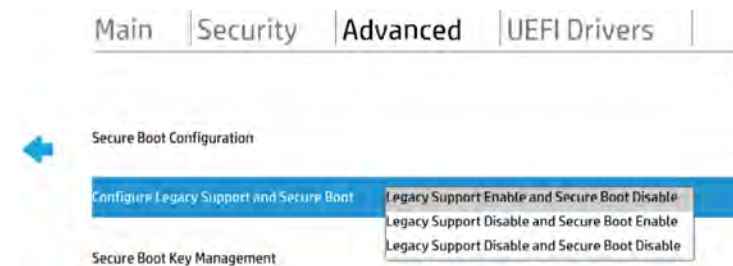 Main Security Advanced UEFI Drivers
Secure Boot Configuration
Configure Legacy Support and Secure Boot
Legacy Support Enable and Secure Boot Disable
Legacy Support Disable and Secure Boot Enable
Legacy Support Disable and Secure Boot Disable
Secure Boot Key Management